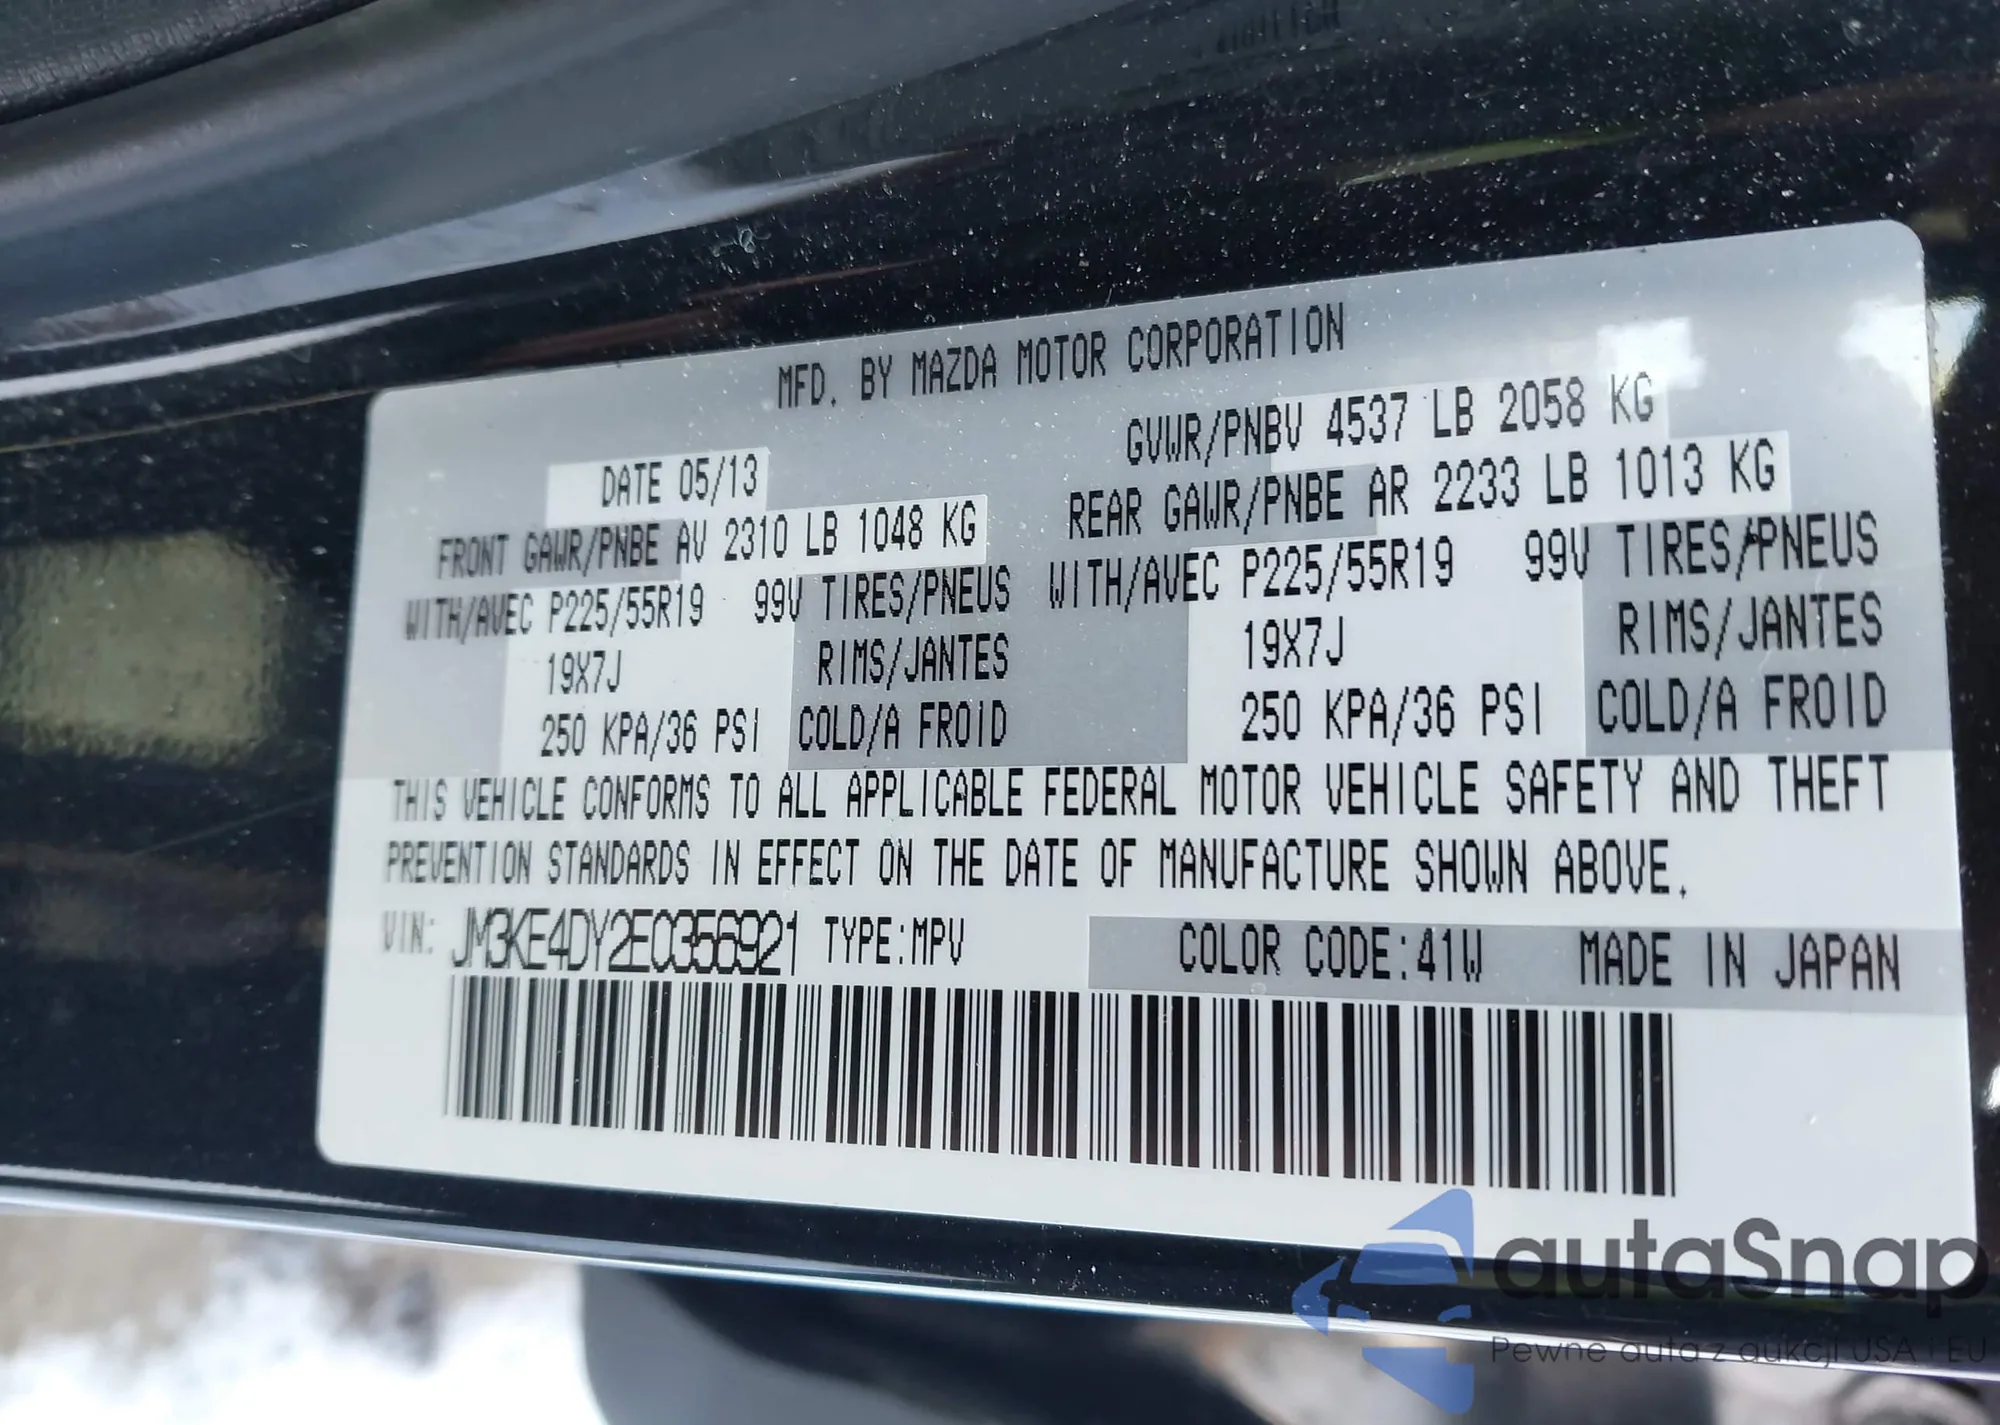 MFD. BY MAZDA MOTOR CORPORATION
GVWR/PNBV 4537 LB 2058 KG
DATE 05/13
FRONT GAWR/PNBE AV 2310 LB 1048 KG
REAR GAWR/PNBE AR 2233 LB 1013 KG
WITH/AVEC P225/55R19 99V TIRES/PNEUS
WITH/AVEC P225/55R19 99V TIRES/PNEUS
19X7J RIMS/JANTES
19X7J RIMS/JANTES
250 KPA/36 PSI COLD/A FROID
250 KPA/36 PSI COLD/A FROID
THIS VEHICLE CONFORMS TO ALL APPLICABLE FEDERAL MOTOR VEHICLE SAFETY AND THEFT
PREVENTION STANDARDS IN EFFECT ON THE DATE OF MANUFACTURE SHOWN ABOVE.
VIN: JM3KE4DY2E0356921 TYPE:MPV COLOR CODE:41W MADE IN JAPAN
autaSnap
Pewne auta z aukcji USA i EU